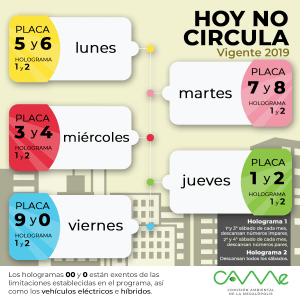 HOY NO
CIRCULA
Vigente 2019
PLACA
5 y 6
HOLOGRAMA
1 y 2
lunes
martes
PLACA
7 y 8
HOLOGRAMA
1 y 2
PLACA
3 y 4
HOLOGRAMA
1 y 2
miércoles
jueves
PLACA
1 y 2
HOLOGRAMA
1 y 2
PLACA
9 y 0
HOLOGRAMA
1 y 2
viernes
Holograma 1
1º y 3º sábado de cada mes,
descansan números impares.
2º y 4º sábado de cada mes,
descansan números pares.
Holograma 2
Descansan todos los sábados.
Los hologramas 00 y 0 están exentos de las
limitaciones establecidas en el programa, así
como los vehículos eléctricos e híbridos.
CAMe
COMISIÓN AMBIENTAL
DE LA MEGALÓPOLIS